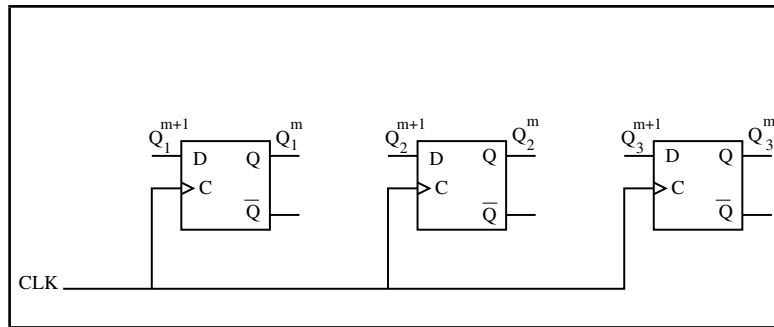 Q₁ᵐ⁺¹ Q₁ᵐ Q₂ᵐ⁺¹ Q₂ᵐ Q₃ᵐ⁺¹ Q₃ᵐ
D Q D Q D Q
C C C
Q̅ Q̅ Q̅
CLK